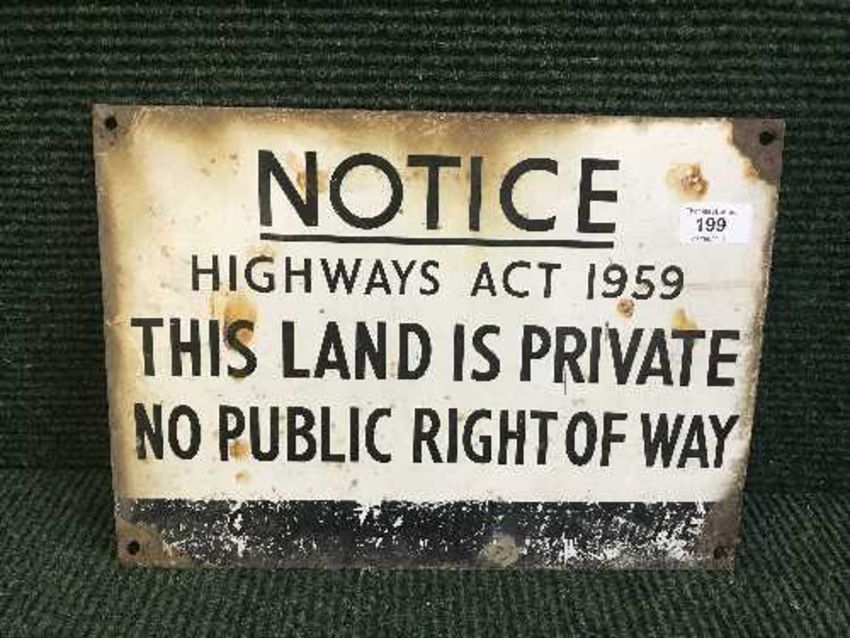 NOTICE
HIGHWAYS ACT 1959
THIS LAND IS PRIVATE
NO PUBLIC RIGHT OF WAY
199